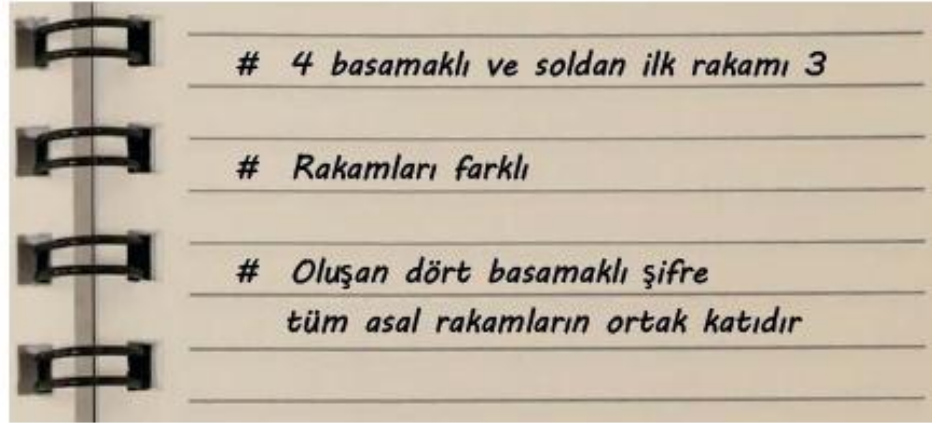 # 4 basamaklı ve soldan ilk rakamı 3
# Rakamları farklı
# Oluşan dört basamaklı şifre
tüm asal rakamların ortak katıdır